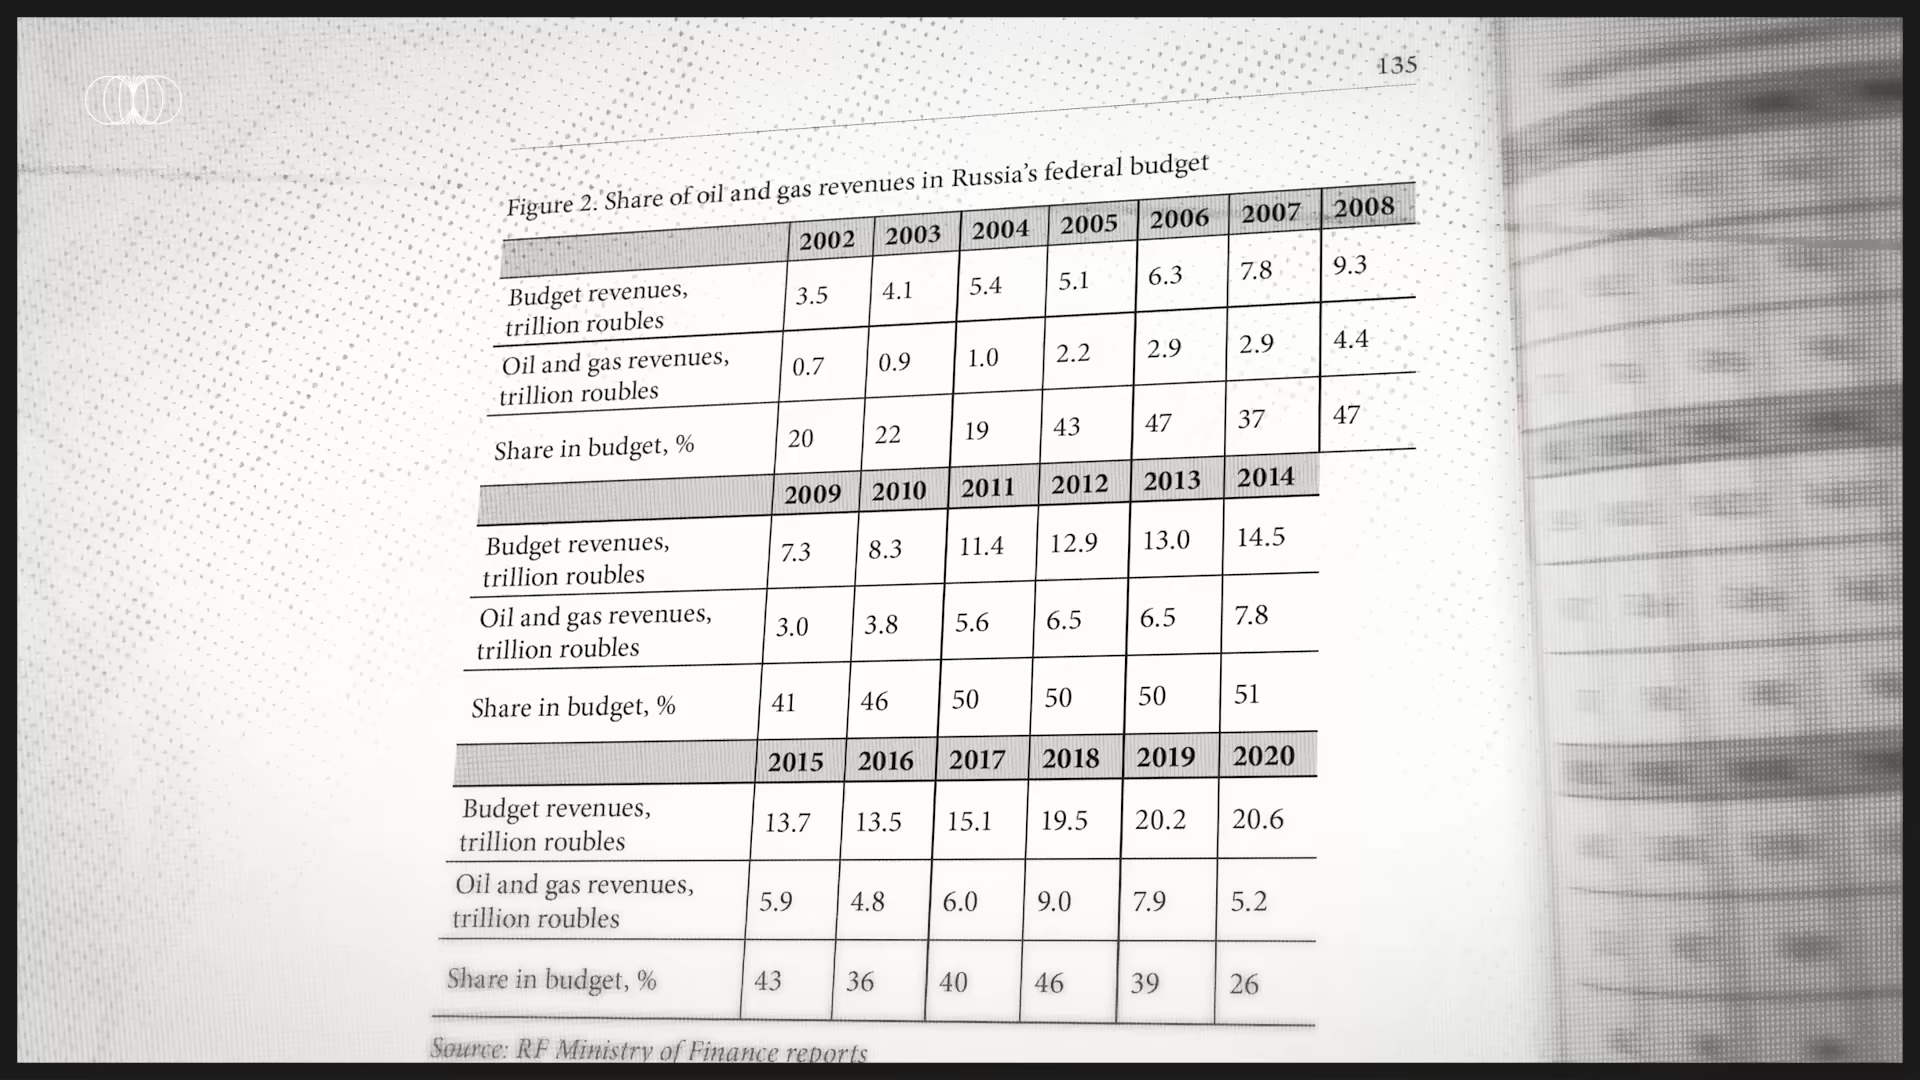 135
Figure 2. Share of oil and gas revenues in Russia's federal budget
2002 2003 2004 2005 2006 2007 2008
Budget revenues,
trillion roubles 3.5 4.1 5.4 5.1 6.3 7.8 9.3
Oil and gas revenues,
trillion roubles 0.7 0.9 1.0 2.2 2.9 2.9 4.4
Share in budget, % 20 22 19 43 47 37 47
2009 2010 2011 2012 2013 2014
Budget revenues,
trillion roubles 7.3 8.3 11.4 12.9 13.0 14.5
Oil and gas revenues,
trillion roubles 3.0 3.8 5.6 6.5 6.5 7.8
Share in budget, % 41 46 50 50 50 51
2015 2016 2017 2018 2019 2020
Budget revenues,
trillion roubles 13.7 13.5 15.1 19.5 20.2 20.6
Oil and gas revenues,
trillion roubles 5.9 4.8 6.0 9.0 7.9 5.2
Share in budget, % 43 36 40 46 39 26
Source: RF Ministry of Finance reports